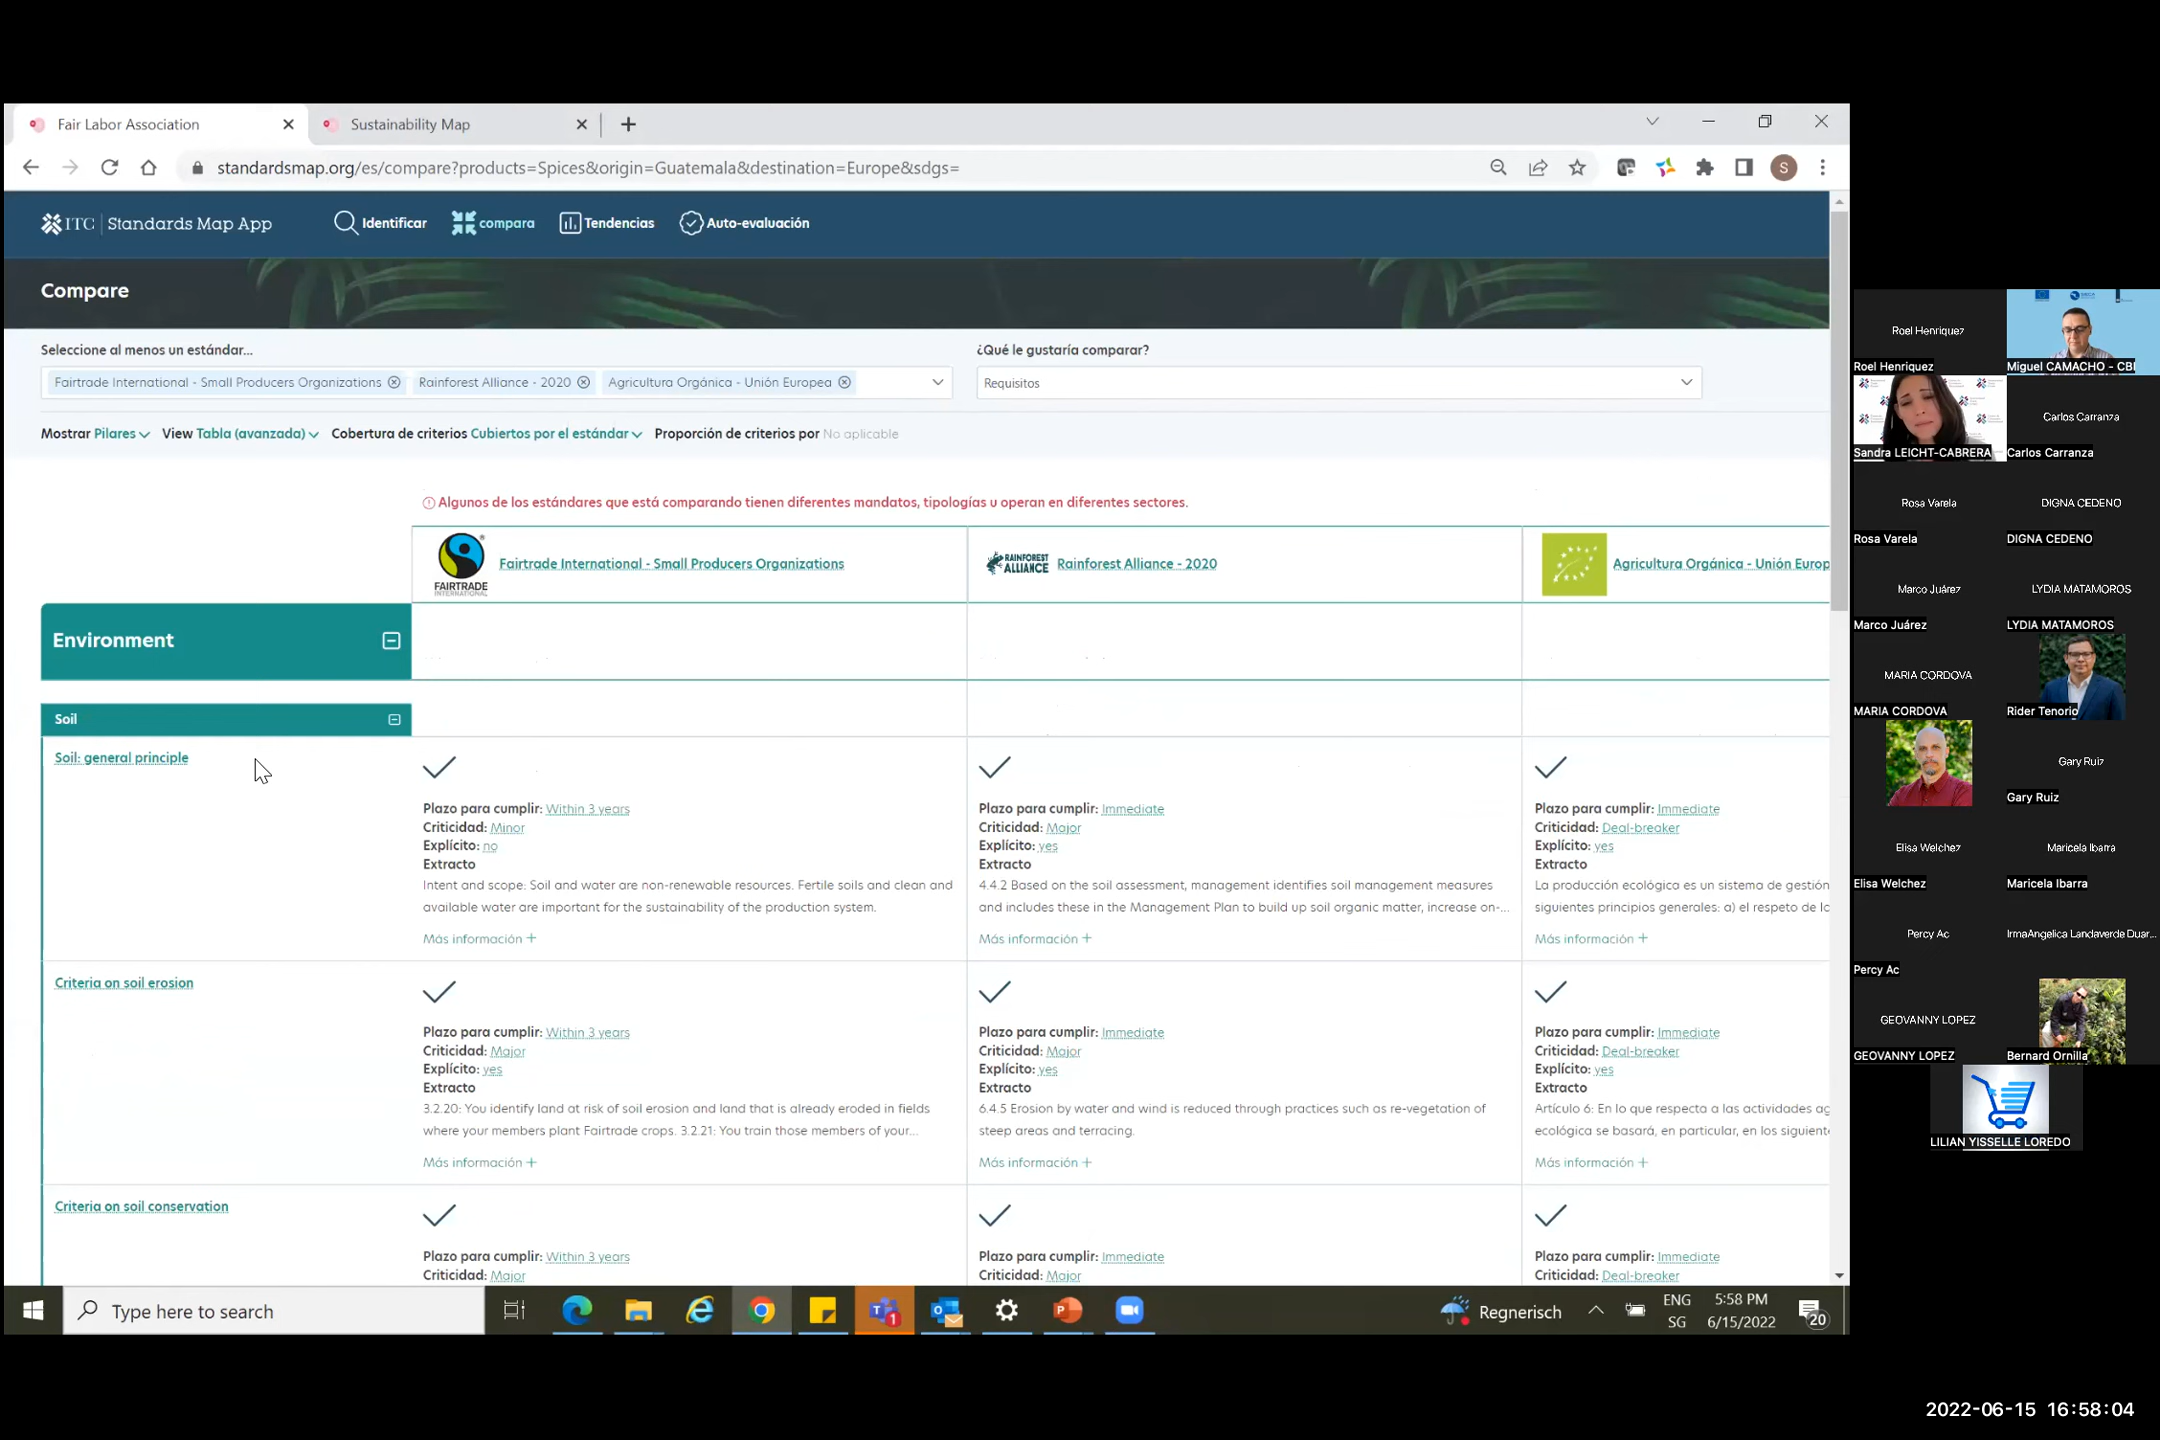 Fair Labor Association
Sustainability Map
standardsmap.org/es/compare?products=Spices&origin=Guatemala&destination=Europe&sdgs=
S
ITC | Standards Map App
Identificar
compara
Tendencias
Auto-evaluación
Compare
Seleccione al menos un estándar...
¿Qué le gustaría comparar?
Fairtrade International - Small Producers Organizations
Rainforest Alliance - 2020
Agricultura Orgánica - Unión Europea
Requisitos
Mostrar Pilares
View Tabla (avanzada)
Cobertura de criterios Cubiertos por el estándar
Proporción de criterios por No aplicable
Algunos de los estándares que está comparando tienen diferentes mandatos, tipologías u operan en diferentes sectores.
FAIRTRADE
INTERNATIONAL
Fairtrade International - Small Producers Organizations
RAINFOREST
ALLIANCE
Rainforest Alliance - 2020
Agricultura Orgánica - Unión Europ
Environment
Soil
Soil: general principle
Plazo para cumplir: Within 3 years
Criticidad: Minor
Explícito: no
Extracto
Intent and scope: Soil and water are non-renewable resources. Fertile soils and clean and
available water are important for the sustainability of the production system.
Más información +
Plazo para cumplir: Immediate
Criticidad: Major
Explícito: yes
Extracto
4.4.2 Based on the soil assessment, management identifies soil management measures
and includes these in the Management Plan to build up soil organic matter, increase on-...
Más información +
Plazo para cumplir: Immediate
Criticidad: Deal-breaker
Explícito: yes
Extracto
La producción ecológica es un sistema de gestión
siguientes principios generales: a) el respeto de lo
Más información +
Criteria on soil erosion
Plazo para cumplir: Within 3 years
Criticidad: Major
Explícito: yes
Extracto
3.2.20: You identify land at risk of soil erosion and land that is already eroded in fields
where your members plant Fairtrade crops. 3.2.21: You train those members of your...
Más información +
Plazo para cumplir: Immediate
Criticidad: Major
Explícito: yes
Extracto
6.4.5 Erosion by water and wind is reduced through practices such as re-vegetation of
steep areas and terracing.
Más información +
Plazo para cumplir: Immediate
Criticidad: Deal-breaker
Explícito: yes
Extracto
Artículo 6: En lo que respecta a las actividades ag
ecológica se basará, en particular, en los siguient
Más información +
Criteria on soil conservation
Plazo para cumplir: Within 3 years
Criticidad: Major
Plazo para cumplir: Immediate
Criticidad: Major
Plazo para cumplir: Immediate
Criticidad: Deal-breaker
Type here to search
1
Regnerisch
ENG
SG
5:58 PM
6/15/2022
20
Roel Henriquez
Roel Henriquez
Miguel CAMACHO - CBI
Sandra LEICHT-CABRERA
Carlos Carranza
Carlos Carranza
Rosa Varela
Rosa Varela
DIGNA CEDENO
DIGNA CEDENO
Marco Juárez
Marco Juárez
LYDIA MATAMOROS
LYDIA MATAMOROS
MARIA CORDOVA
MARIA CORDOVA
Rider Tenorio
Gary Ruiz
Gary Ruiz
Elisa Welchez
Elisa Welchez
Maricela Ibarra
Maricela Ibarra
Percy Ac
Percy Ac
IrmaAngelica Landaverde Duar...
GEOVANNY LOPEZ
GEOVANNY LOPEZ
Bernard Ornilla
LILIAN YISSELLE LOREDO
2022-06-15 16:58:04